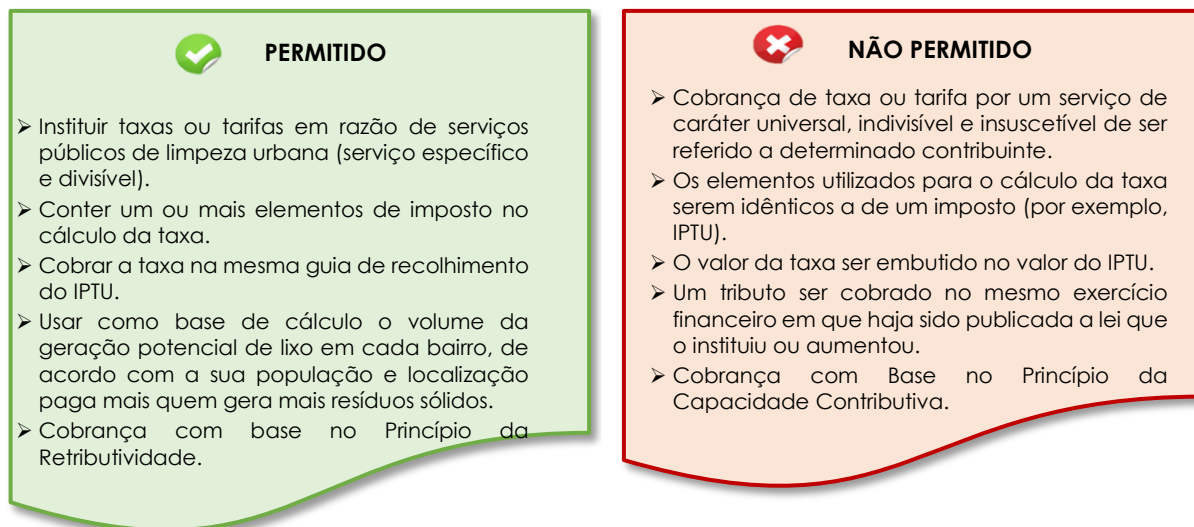 PERMITIDO
➢ Instituir taxas ou tarifas em razão de serviços
públicos de limpeza urbana (serviço específico
e divisível).
➢ Conter um ou mais elementos de imposto no
cálculo da taxa.
➢ Cobrar a taxa na mesma guia de recolhimento
do IPTU.
➢ Usar como base de cálculo o volume da
geração potencial de lixo em cada bairro, de
acordo com a sua população e localização
paga mais quem gera mais resíduos sólidos.
➢ Cobrança com base no Princípio da
Retributividade.
NÃO PERMITIDO
➢ Cobrança de taxa ou tarifa por um serviço de
caráter universal, indivisível e insuscetível de ser
referido a determinado contribuinte.
➢ Os elementos utilizados para o cálculo da taxa
serem idênticos a de um imposto (por exemplo,
IPTU).
➢ O valor da taxa ser embutido no valor do IPTU.
➢ Um tributo ser cobrado no mesmo exercício
financeiro em que haja sido publicada a lei que
o instituiu ou aumentou.
➢ Cobrança com Base no Princípio da
Capacidade Contributiva.